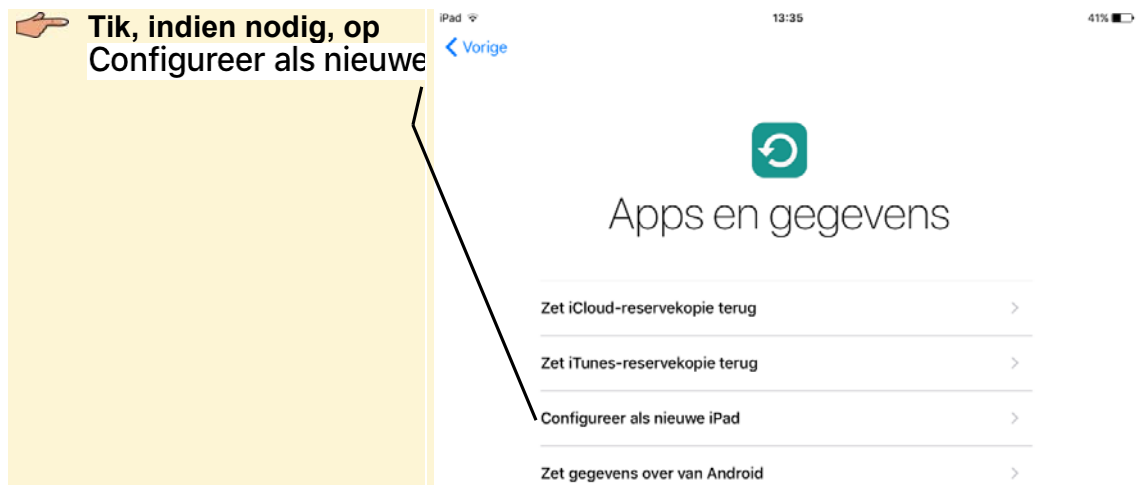 Tik, indien nodig, op
Configureer als nieuwe
iPad 13:35 41%
Vorige
Apps en gegevens
Zet iCloud-reservekopie terug
Zet iTunes-reservekopie terug
Configureer als nieuwe iPad
Zet gegevens over van Android